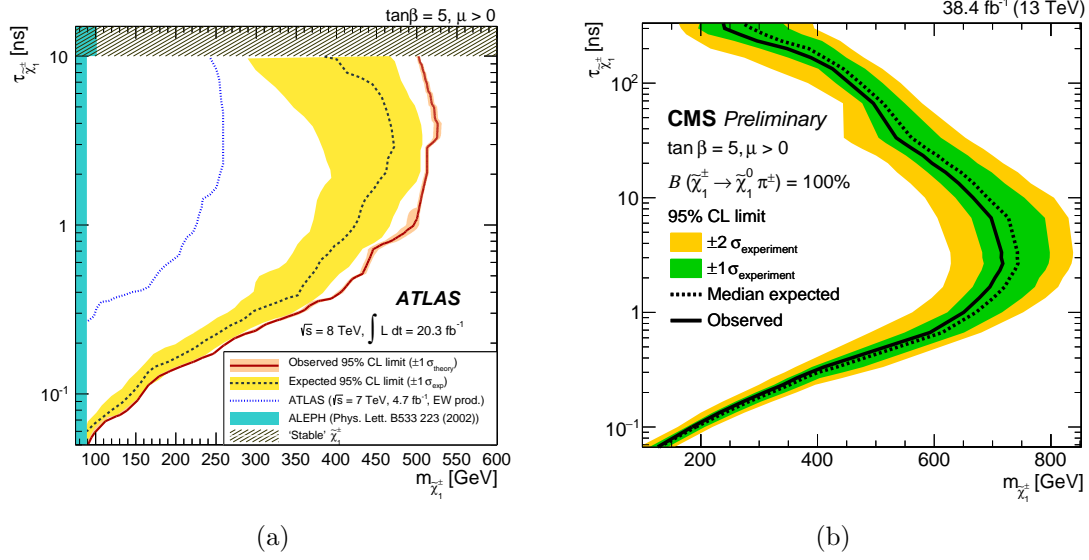 tanβ = 5, μ > 0
τ_χ̃₁± [ns]
10
1
10⁻¹
ATLAS
√s = 8 TeV, ∫ L dt = 20.3 fb⁻¹
Observed 95% CL limit (±1 σ_theory)
Expected 95% CL limit (±1 σ_exp)
ATLAS (√s = 7 TeV, 4.7 fb⁻¹, EW prod.)
ALEPH (Phys. Lett. B533 223 (2002))
'Stable' χ̃₁±
100 150 200 250 300 350 400 450 500 550 600
m_χ̃₁± [GeV]
(a)
38.4 fb⁻¹ (13 TeV)
τ_χ̃₁± [ns]
10²
10
1
10⁻¹
CMS Preliminary
tan β = 5, μ > 0
B (χ̃₁± → χ̃₁⁰ π±) = 100%
95% CL limit
±2 σ_experiment
±1 σ_experiment
Median expected
Observed
200 400 600 800
m_χ̃₁± [GeV]
(b)